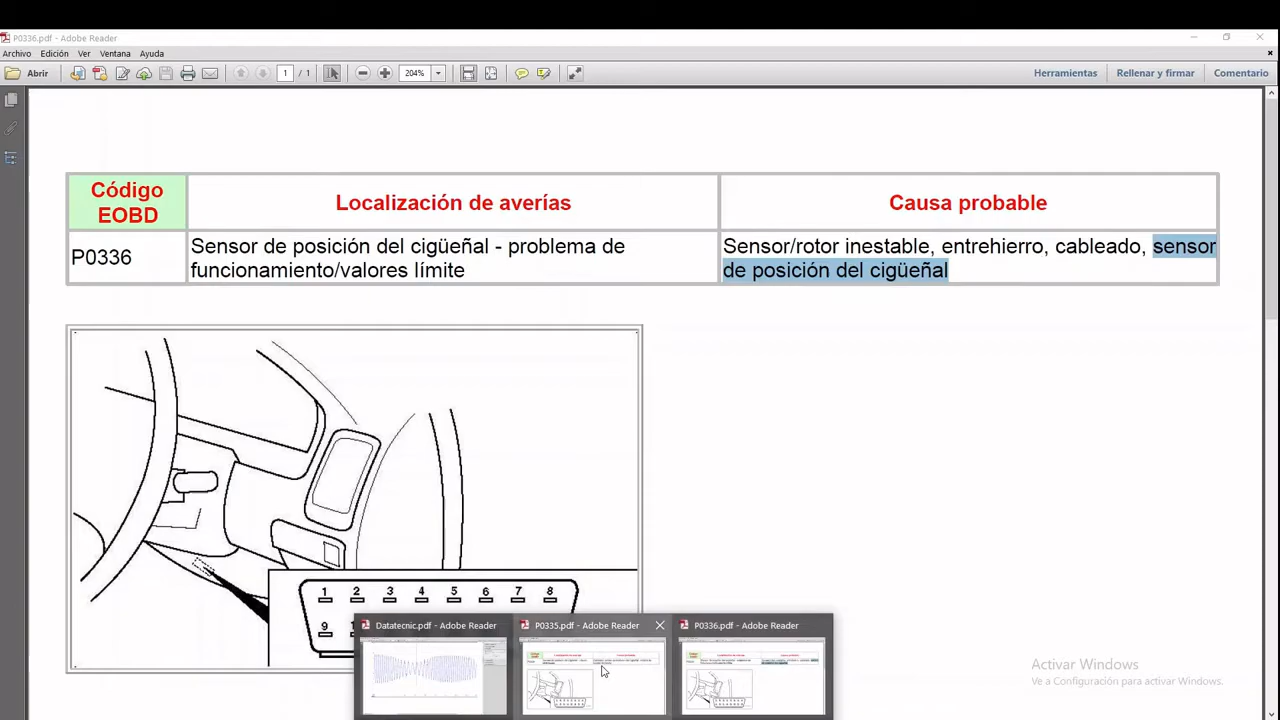 P0336.pdf - Adobe Reader
Archivo Edición Ver Ventana Ayuda
Abrir 1 / 1 204% Herramientas Rellenar y firmar Comentario
Código EOBD
Localización de averías
Causa probable
P0336
Sensor de posición del cigüeñal - problema de
funcionamiento/valores límite
Sensor/rotor inestable, entrehierro, cableado, sensor
de posición del cigüeñal
1 2 3 4 5 6 7 8
9
Datatecnic.pdf - Adobe Reader
P0335.pdf - Adobe Reader
P0336.pdf - Adobe Reader
Activar Windows
Ve a Configuración para activar Windows.